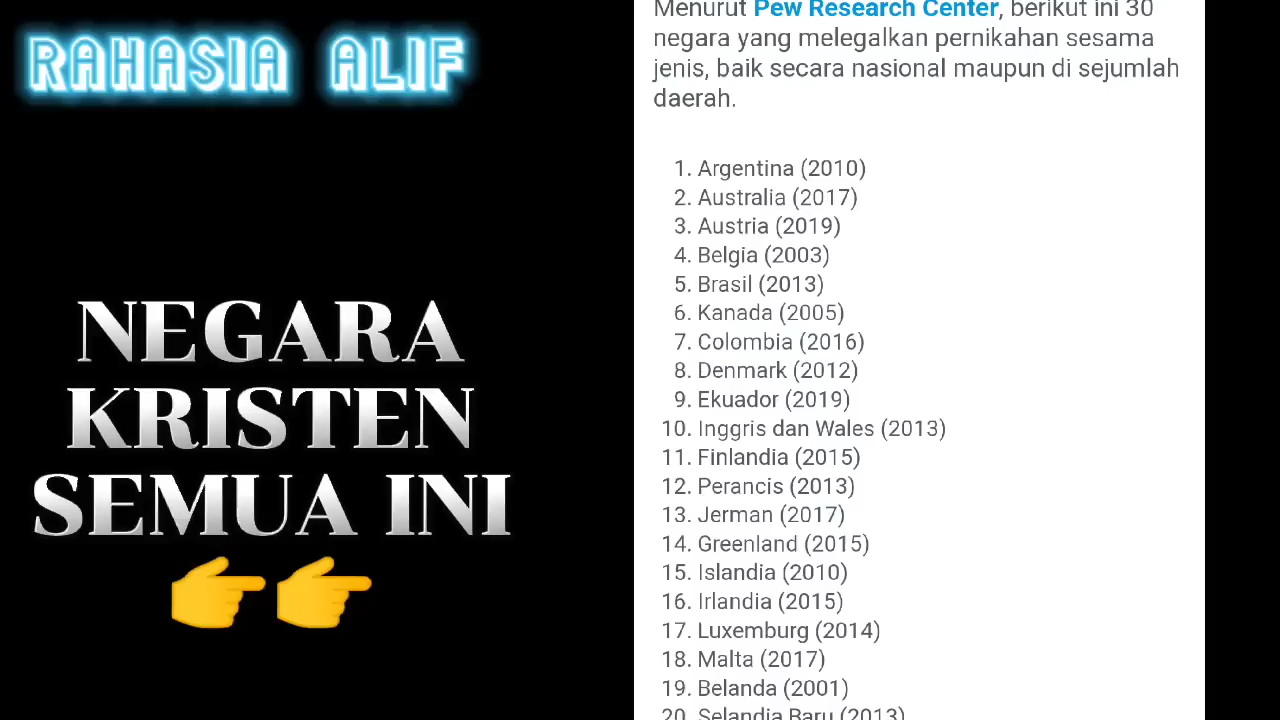 RAHASIA ALIF
NEGARA
KRISTEN
SEMUA INI
Menurut Pew Research Center, berikut ini 30
negara yang melegalkan pernikahan sesama
jenis, baik secara nasional maupun di sejumlah
daerah.
1. Argentina (2010)
2. Australia (2017)
3. Austria (2019)
4. Belgia (2003)
5. Brasil (2013)
6. Kanada (2005)
7. Colombia (2016)
8. Denmark (2012)
9. Ekuador (2019)
10. Inggris dan Wales (2013)
11. Finlandia (2015)
12. Perancis (2013)
13. Jerman (2017)
14. Greenland (2015)
15. Islandia (2010)
16. Irlandia (2015)
17. Luxemburg (2014)
18. Malta (2017)
19. Belanda (2001)
20. Selandia Baru (2013)